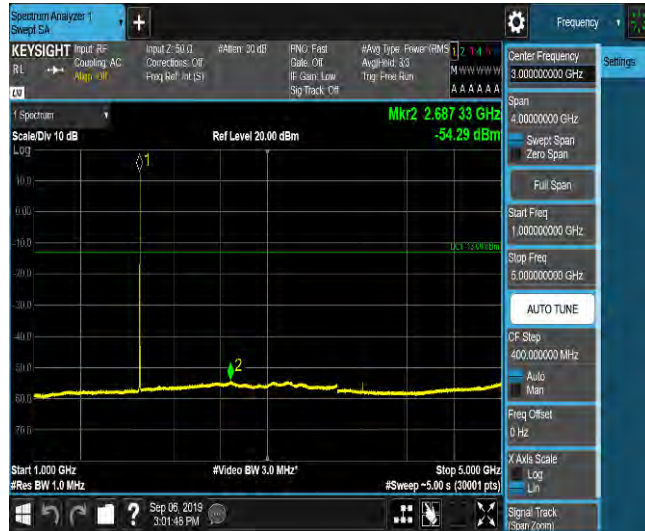 Spectrum Analyzer 1
Swept SA
Frequency
KEYSIGHT
RL
Input: RF
Coupling: AC
Align: Off
Input Z: 50 Ω
Corrections: Off
Freq Ref: Int (S)
#Atten: 30 dB
PNO: Fast
Gate: Off
IF Gain: Low
Sig Track: Off
#Avg Type: Power (RMS
Avg|Hold: 3/3
Trig: Free Run
M W W W W W
A A A A A A
LNI
1 Spectrum
Scale/Div 10 dB
Ref Level 20.00 dBm
Mkr2 2.687 33 GHz
-54.29 dBm
Log
1
10.0
0.00
-10.0
DL1 -13.00 dBm
-20.0
-30.0
-40.0
-50.0
2
-60.0
-70.0
Start 1.000 GHz
#Video BW 3.0 MHz*
Stop 5.000 GHz
#Res BW 1.0 MHz
#Sweep ~5.00 s (30001 pts)
Sep 06, 2019
3:01:48 PM
Settings
Center Frequency
3.000000000 GHz
Span
4.00000000 GHz
Swept Span
Zero Span
Full Span
Start Freq
1.000000000 GHz
Stop Freq
5.000000000 GHz
AUTO TUNE
CF Step
400.000000 MHz
Auto
Man
Freq Offset
0 Hz
X Axis Scale
Log
Lin
Signal Track
(Span Zoom)